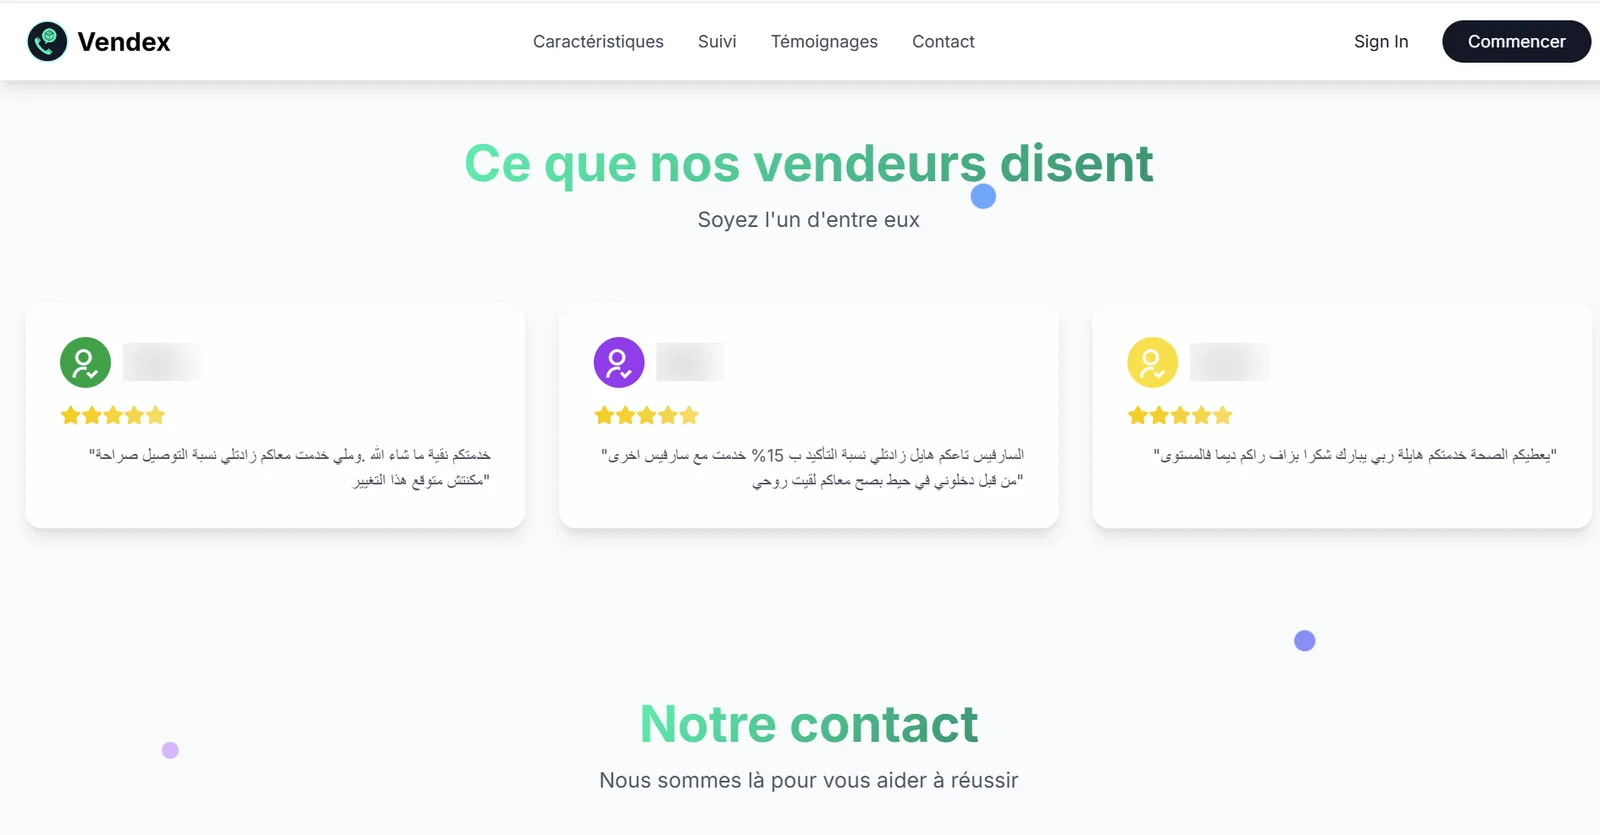 Vendex
Caractéristiques
Suivi
Témoignages
Contact
Sign In
Commencer
Ce que nos vendeurs disent
Soyez l'un d'entre eux
خدمتكم نقية ما شاء الله .وملي خدمت معاكم زادتلي نسبة التوصيل صراحة"
"مكنتش متوقع هذا التغيير
السارفيس تاعكم هايل زادتلي نسبة التأكيد ب 15% خدمت مع سارفيس اخرى"
"من قبل دخلوني في حيط بصح معاكم لقيت روحي
"يعطيكم الصحة خدمتكم هايلة ربي يبارك شكرا بزاف راكم ديما فالمستوى"
Notre contact
Nous sommes là pour vous aider à réussir